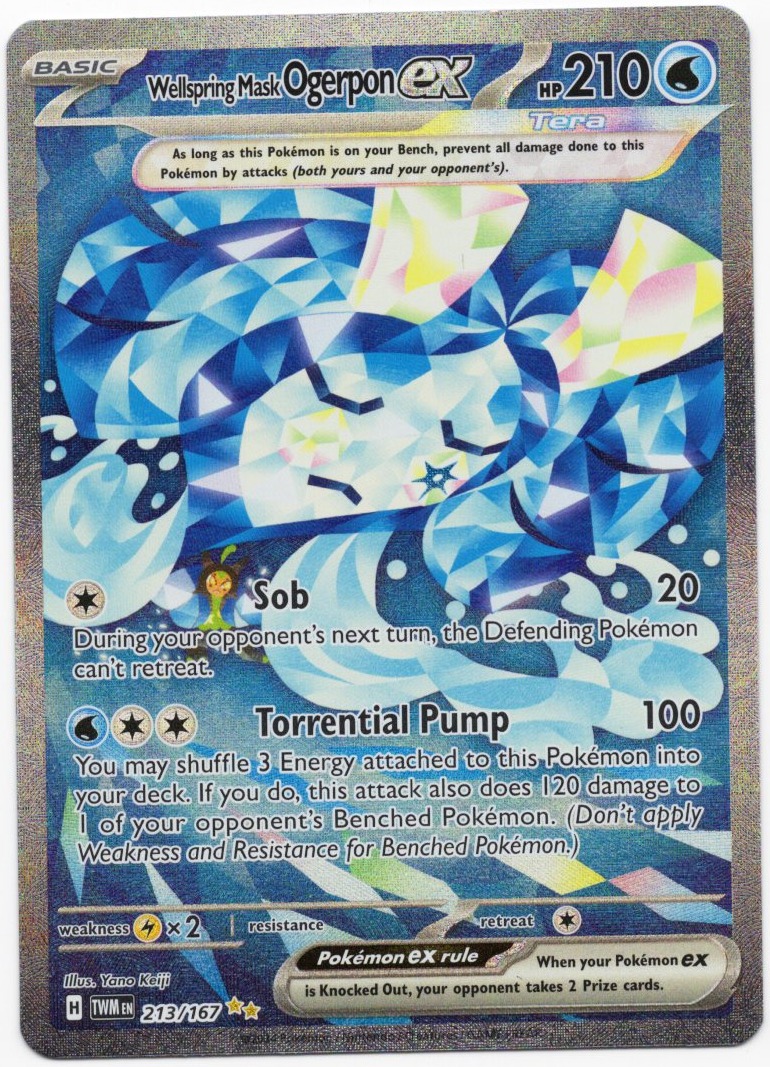 BASIC
Wellspring Mask Ogerpon ex HP 210
Tera
As long as this Pokémon is on your Bench, prevent all damage done to this
Pokémon by attacks (both yours and your opponent's).
Sob 20
During your opponent's next turn, the Defending Pokémon
can't retreat.
Torrential Pump 100
You may shuffle 3 Energy attached to this Pokémon into
your deck. If you do, this attack also does 120 damage to
1 of your opponent's Benched Pokémon. (Don't apply
Weakness and Resistance for Benched Pokémon.)
weakness ×2 resistance retreat
Pokémon ex rule When your Pokémon ex
is Knocked Out, your opponent takes 2 Prize cards.
Illus. Yano Keiji
H TWM EN 213/167